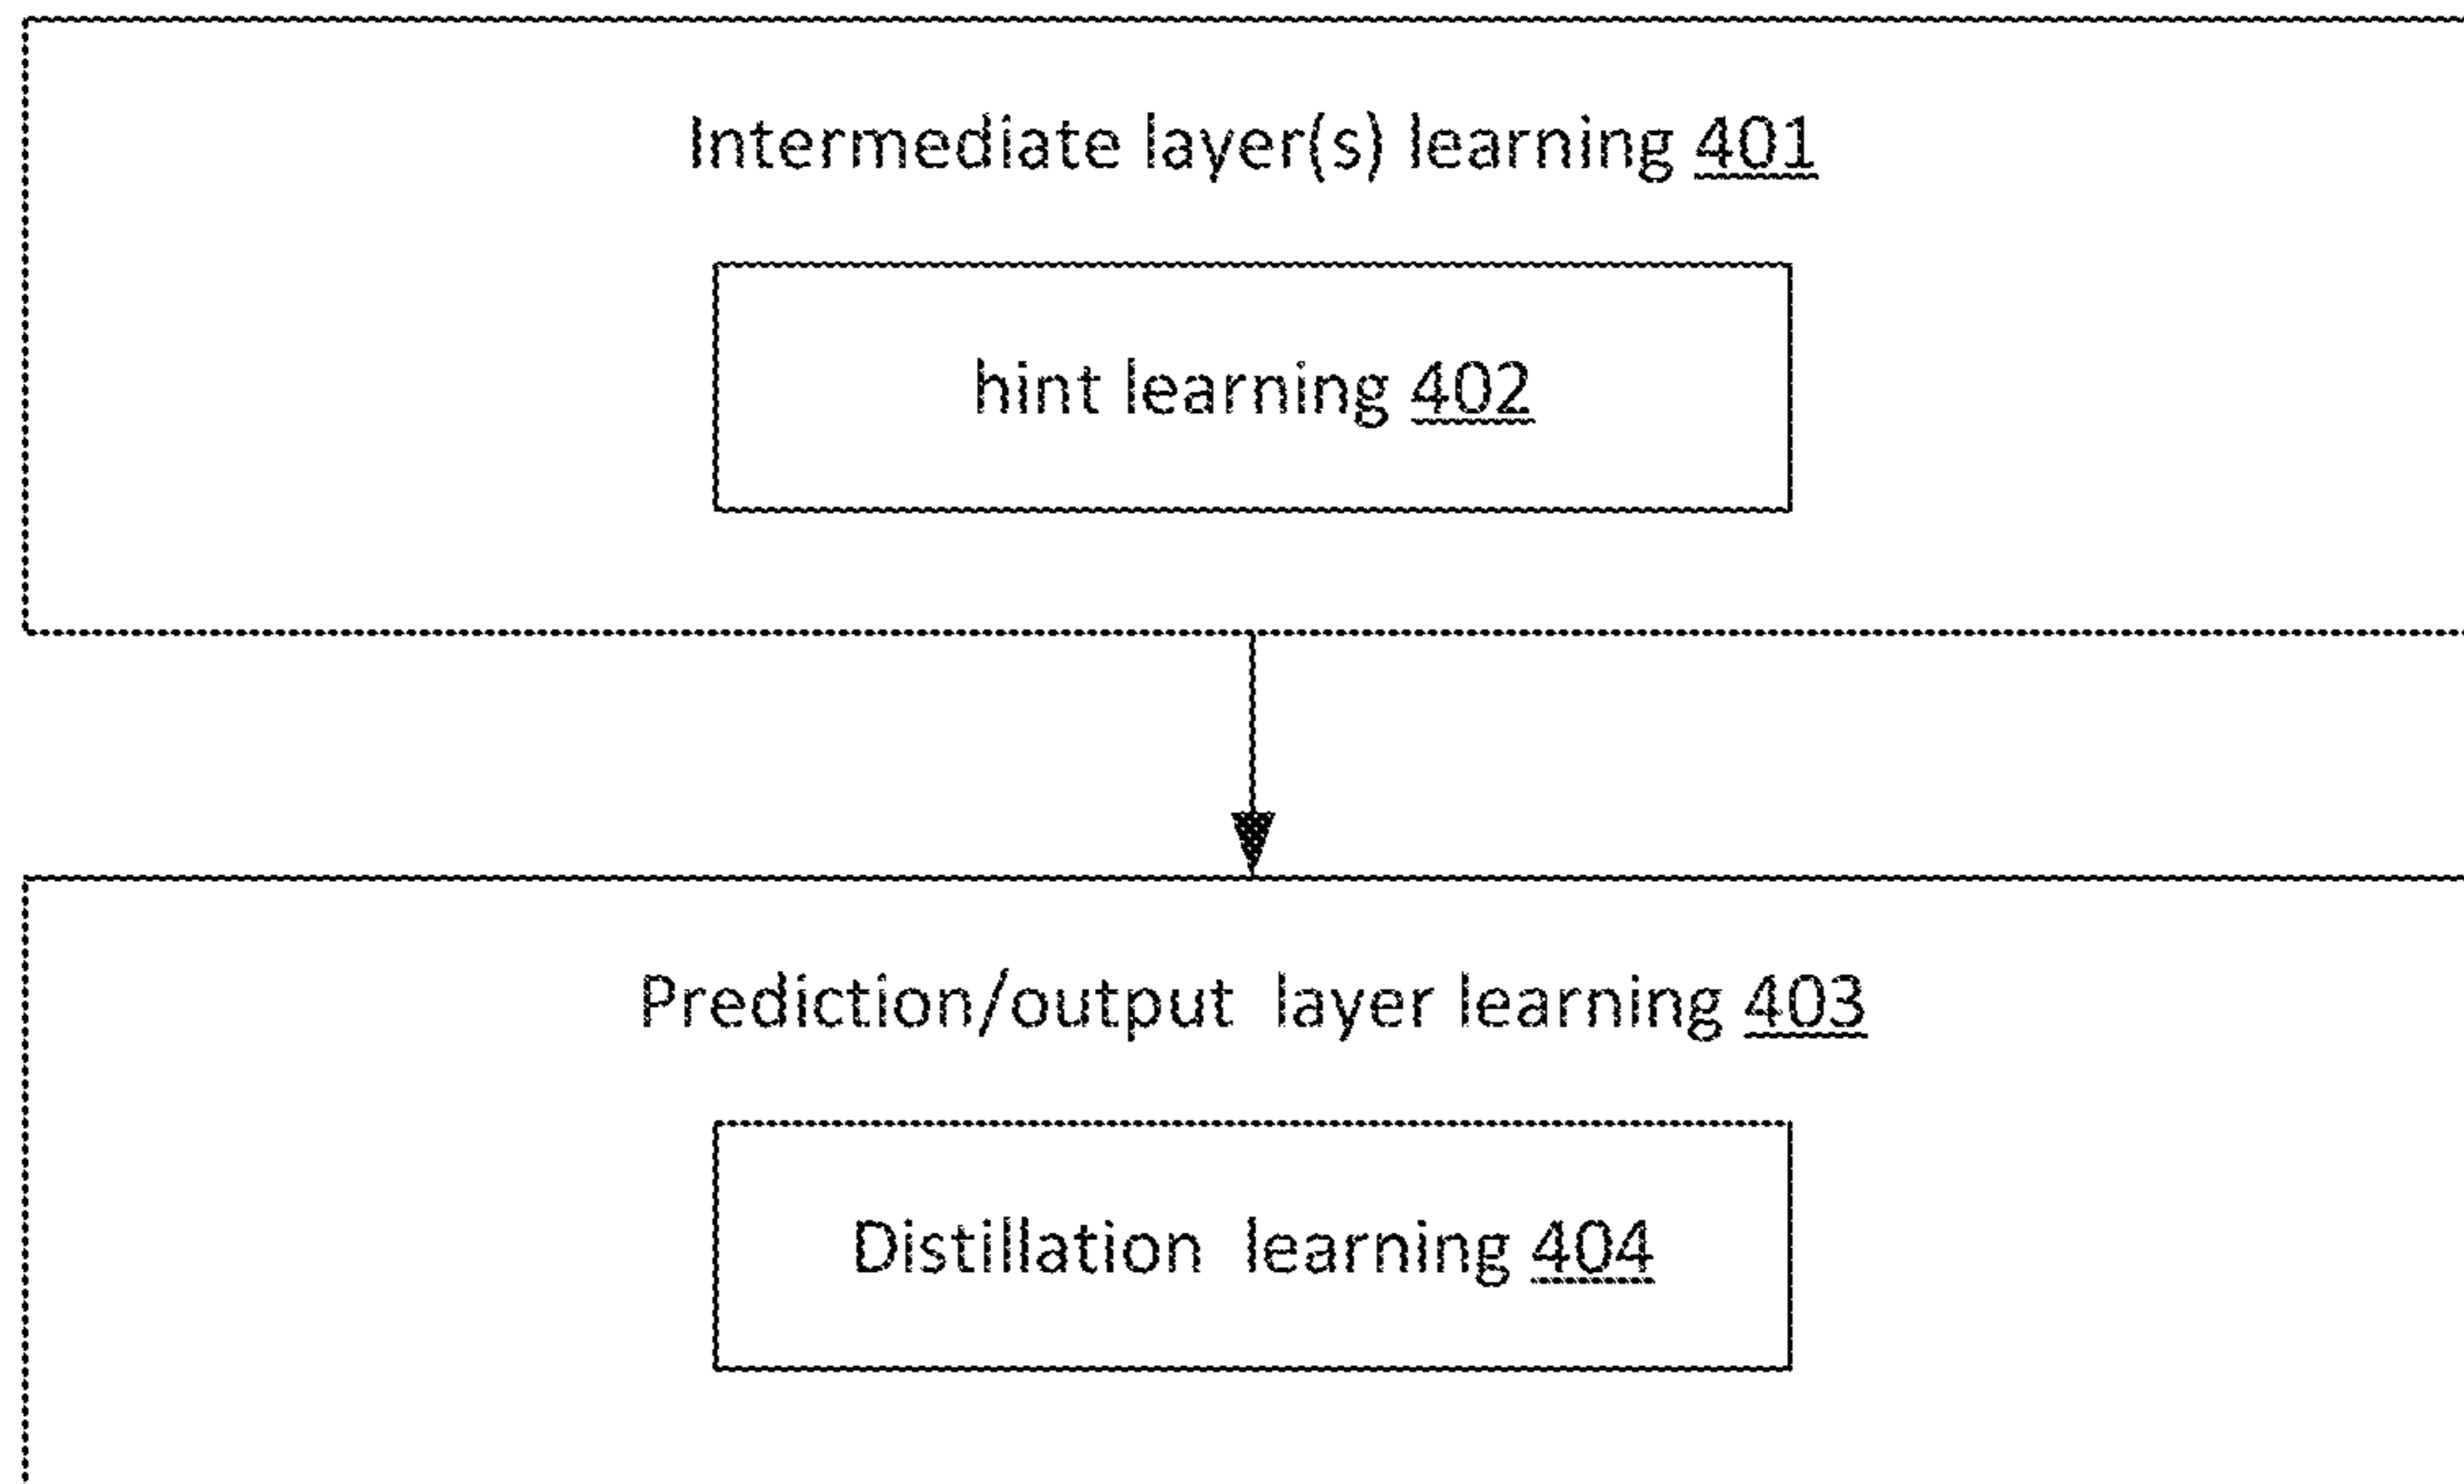 Intermediate layer(s) learning 401
hint learning 402
Prediction/output layer learning 403
Distillation learning 404